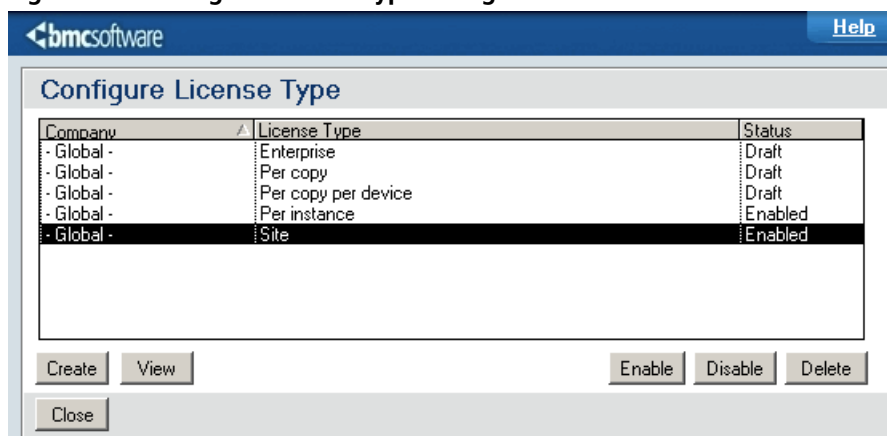 bmcsoftware
Help
Configure License Type
Company License Type Status
- Global - Enterprise Draft
- Global - Per copy Draft
- Global - Per copy per device Draft
- Global - Per instance Enabled
- Global - Site Enabled
Create View Enable Disable Delete
Close